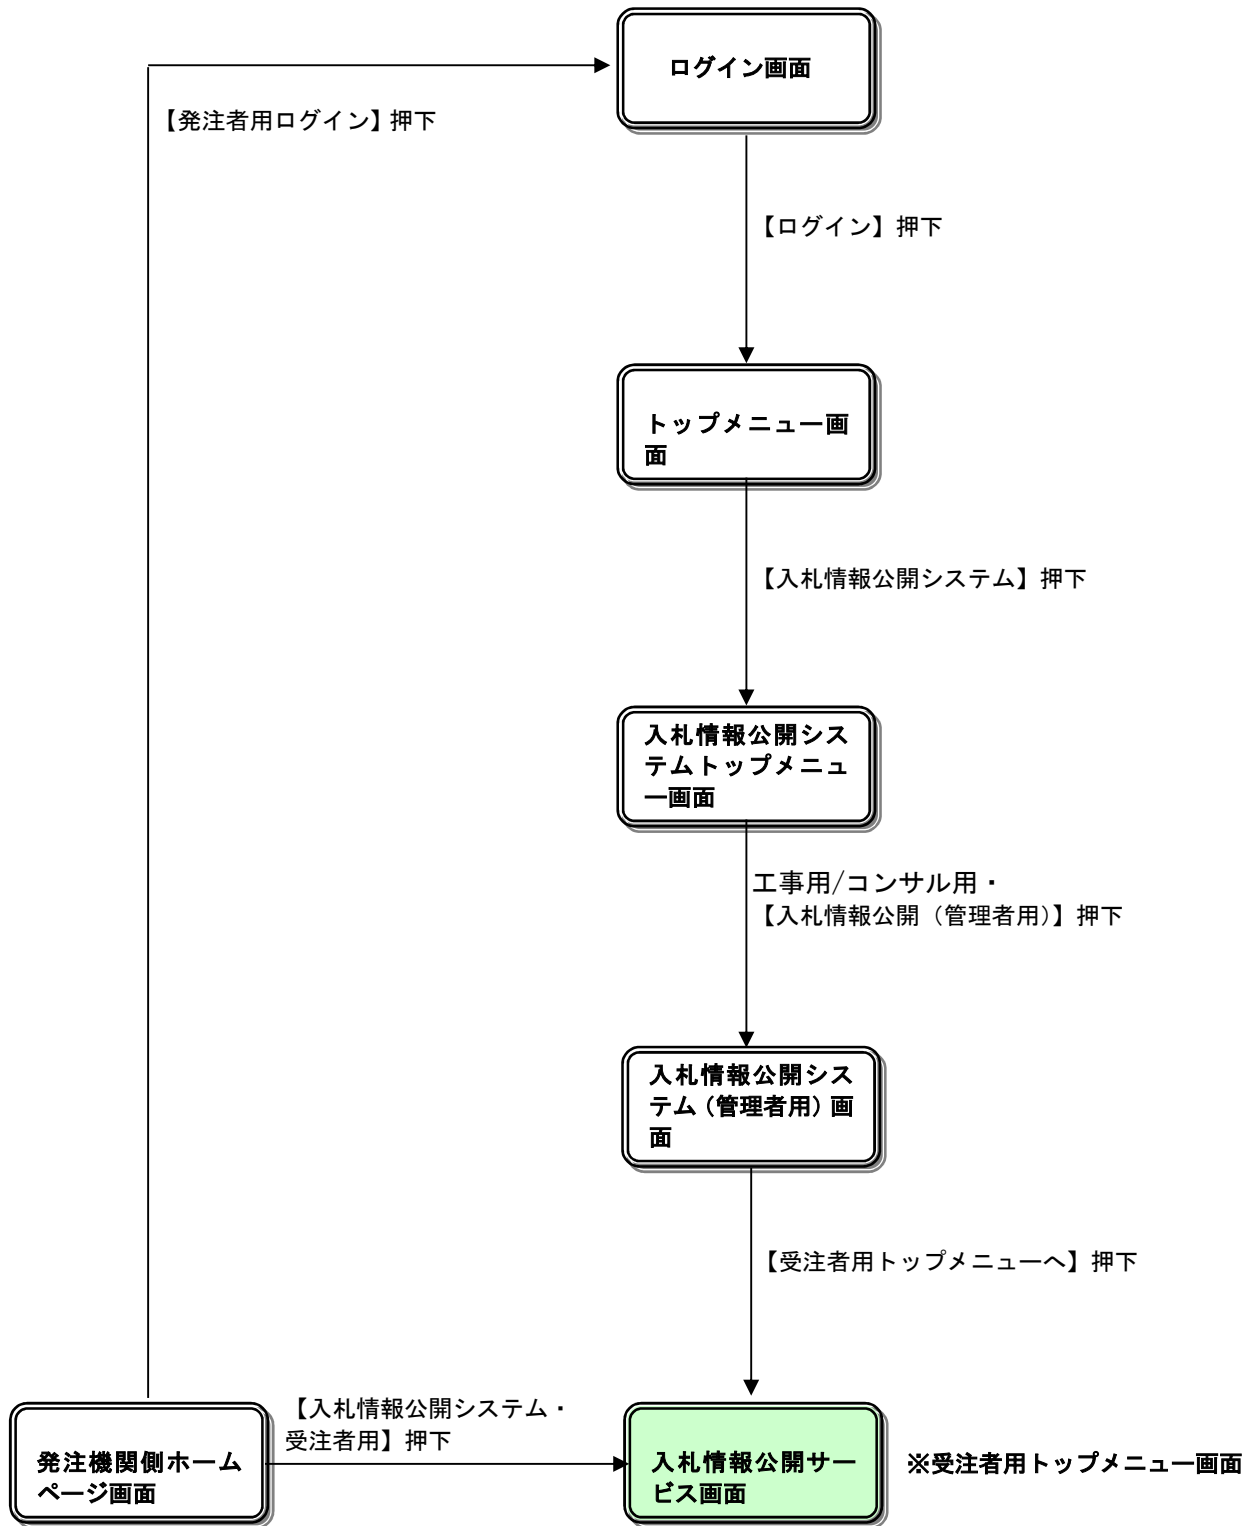 ログイン画面
【発注者用ログイン】押下
【ログイン】押下
トップメニュー画
面
【入札情報公開システム】押下
入札情報公開シス
テムトップメニュ
ー画面
工事用/コンサル用・
【入札情報公開（管理者用）】押下
入札情報公開シス
テム（管理者用）画
面
【受注者用トップメニューへ】押下
【入札情報公開システム・
受注者用】押下
発注機関側ホーム
ページ画面
入札情報公開サー
ビス画面
※受注者用トップメニュー画面